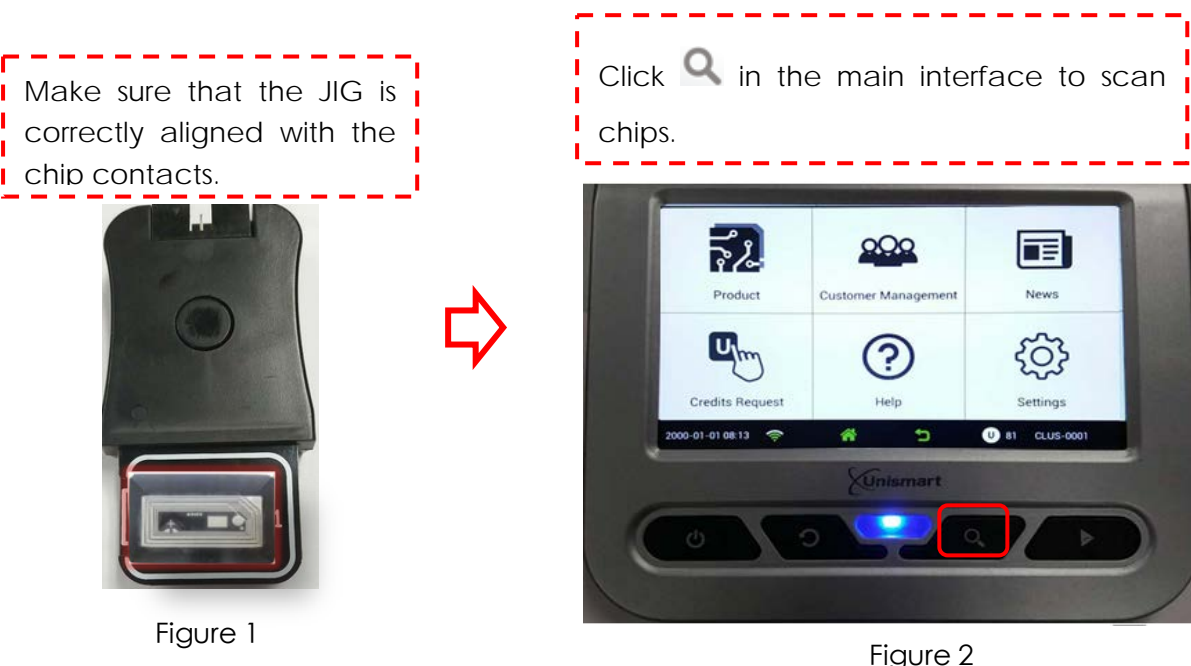 Make sure that the JIG is
correctly aligned with the
chip contacts.
Click in the main interface to scan
chips.
Product
Customer Management
News
U
Credits Request
Help
Settings
2000-01-01 08:13
U 81 CLUS-0001
Unismart
Figure 1
Figure 2